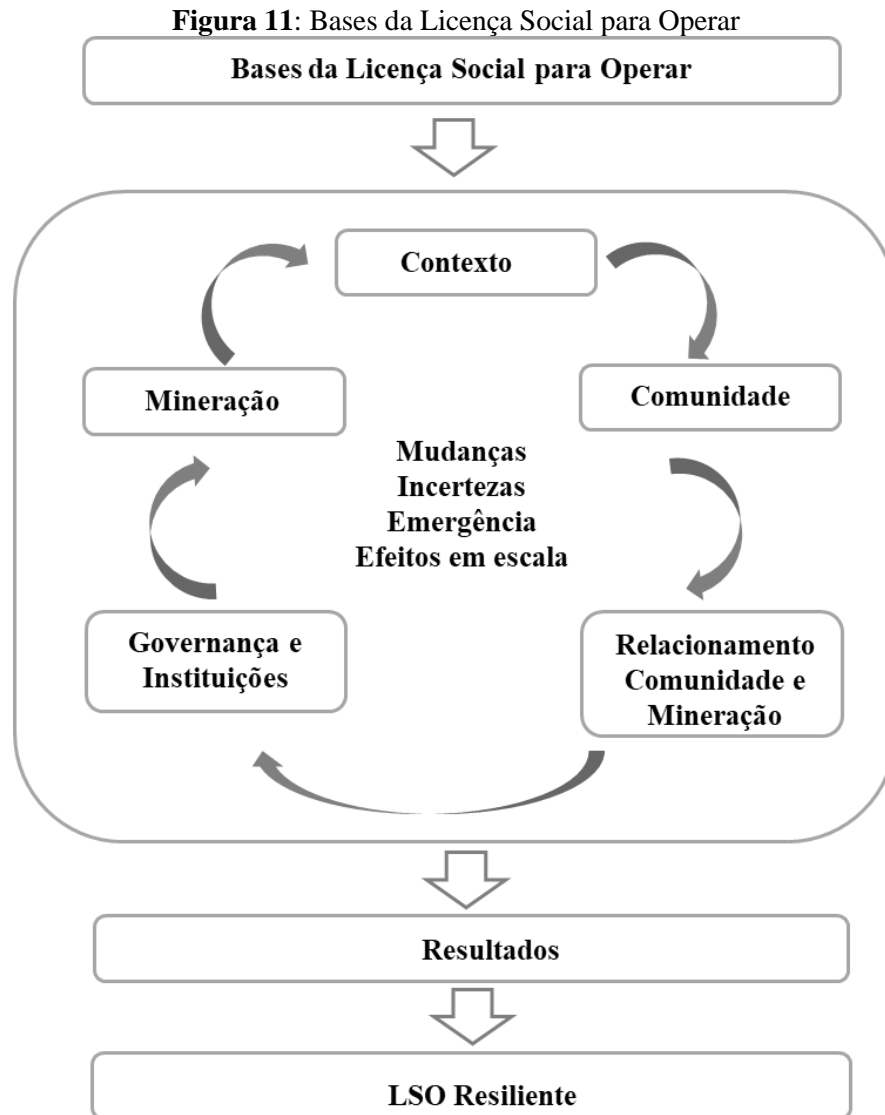 Figura 11: Bases da Licença Social para Operar
Bases da Licença Social para Operar
Contexto
Mineração
Comunidade
Mudanças
Incertezas
Emergência
Efeitos em escala
Governança e
Instituições
Relacionamento
Comunidade e
Mineração
Resultados
LSO Resiliente